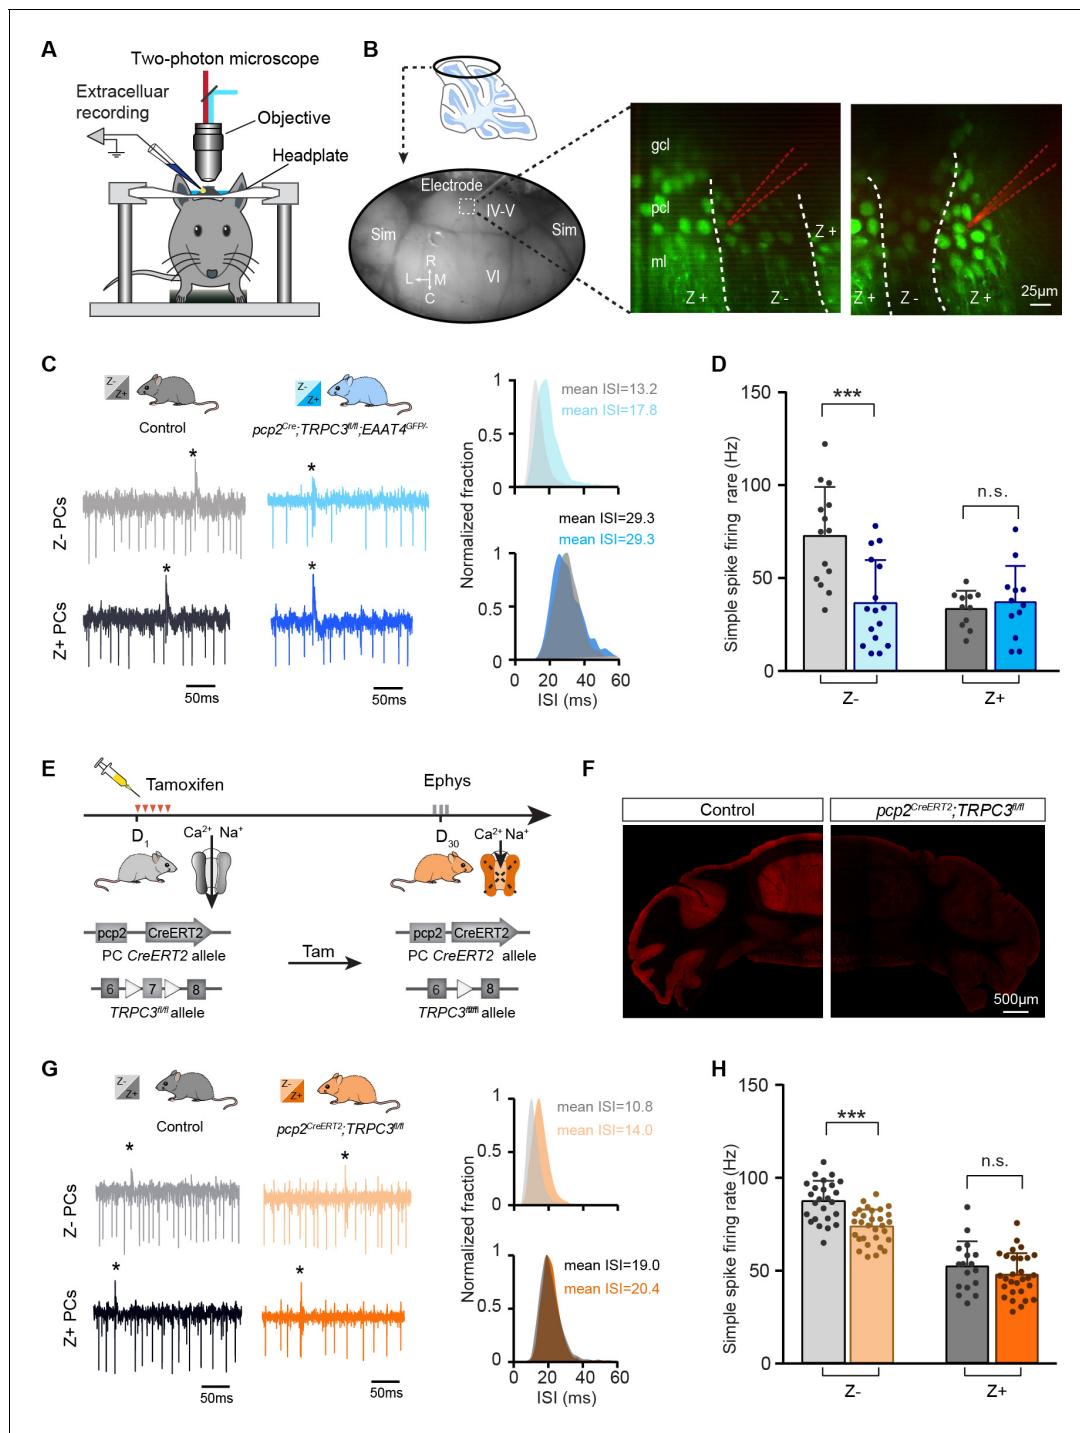 A
Two-photon microscope
Extracelluar
recording
Objective
Headplate
B
Electrode
IV-V
Sim
Sim
R
L
M
C
VI
gcl
pcl
ml
Z +
Z -
Z +
Z +
Z -
Z +
25µm
C
Z-
Z+
Control
Z-
Z+
pcp2Cre;TRPC3fl/fl;EAAT4GFP/-
*
*
Z- PCs
*
*
Z+ PCs
50ms
50ms
Normalized fraction
1
0.5
0
mean ISI=13.2
mean ISI=17.8
1
0.5
0
mean ISI=29.3
mean ISI=29.3
0 20 40 60
ISI (ms)
D
Simple spike firing rare (Hz)
150
100
50
0
***
n.s.
Z-
Z+
E
Tamoxifen
Ephys
D1
Ca2+ Na+
D30
Ca2+ Na+
pcp2
CreERT2
PC CreERT2 allele
Tam
pcp2
CreERT2
PC CreERT2 allele
6
7
8
TRPC3fl/fl allele
6
8
TRPC3fl/fl allele
F
Control
pcp2CreERT2;TRPC3fl/fl
500µm
G
Z-
Z+
Control
Z-
Z+
pcp2CreERT2;TRPC3fl/fl
*
*
Z- PCs
*
*
Z+ PCs
50ms
50ms
Normalized fraction
1
0.5
0
mean ISI=10.8
mean ISI=14.0
1
0.5
0
mean ISI=19.0
mean ISI=20.4
0 20 40 60
ISI (ms)
H
Simple spike firing rate (Hz)
150
100
50
0
***
n.s.
Z-
Z+